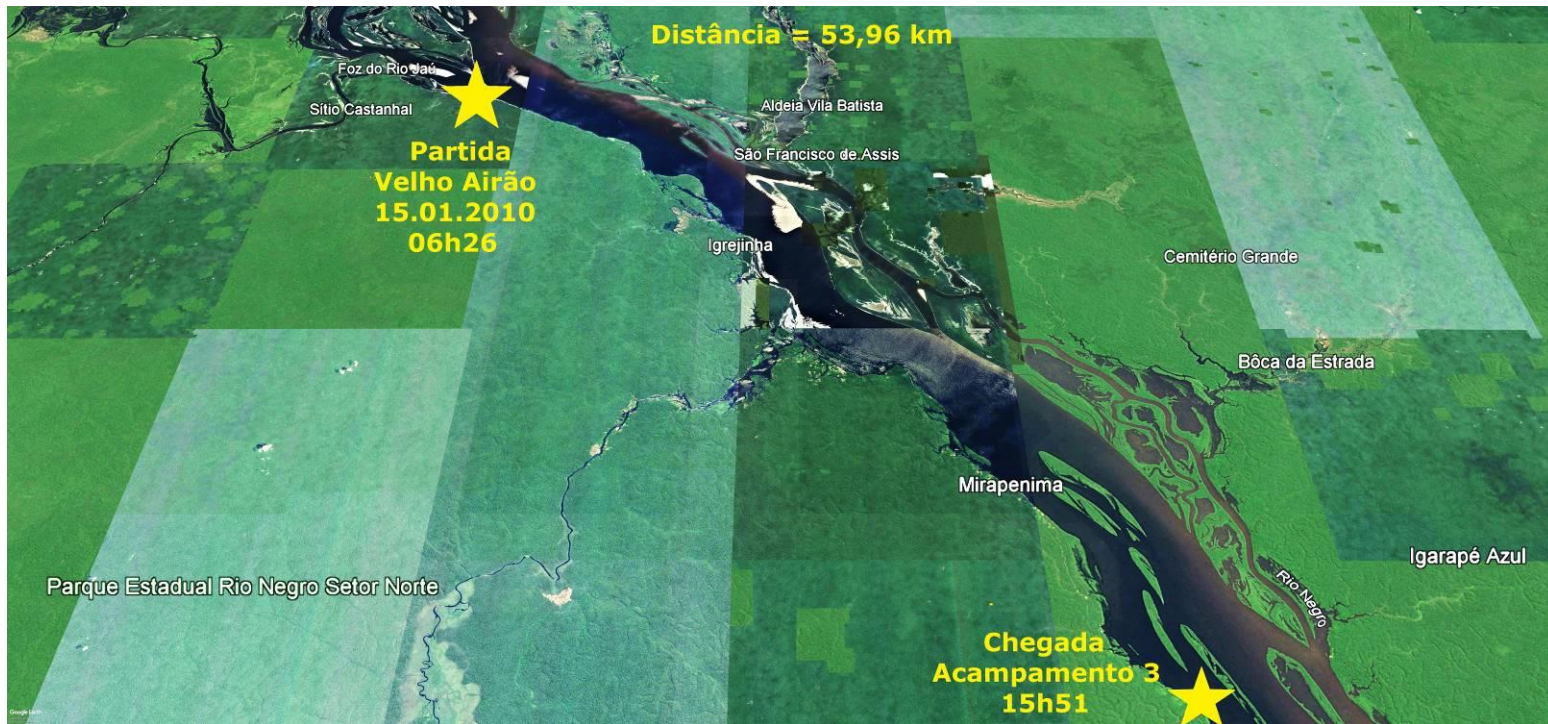 Distância = 53,96 km
Foz do Rio Jaú
Sítio Castanhal
Aldeia Vila Batista
Partida
Velho Airão
15.01.2010
06h26
São Francisco de Assis
Igrejinha
Cemitério Grande
Bôca da Estrada
Mirapenima
Igarapé Azul
Parque Estadual Rio Negro Setor Norte
Rio Negro
Chegada
Acampamento 3
15h51
Google Earth